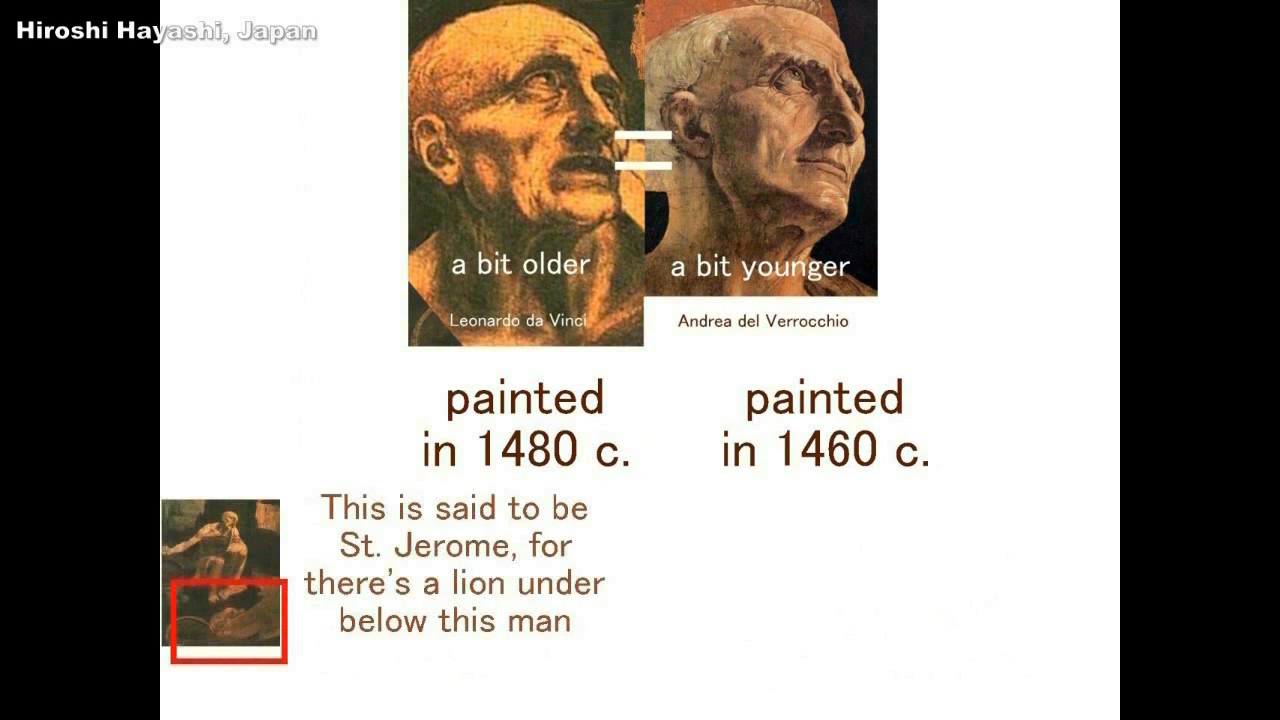 Hiroshi Hayashi, Japan
a bit older
a bit younger
Leonardo da Vinci
Andrea del Verrocchio
painted
in 1480 c.
painted
in 1460 c.
This is said to be
St. Jerome, for
there's a lion under
below this man